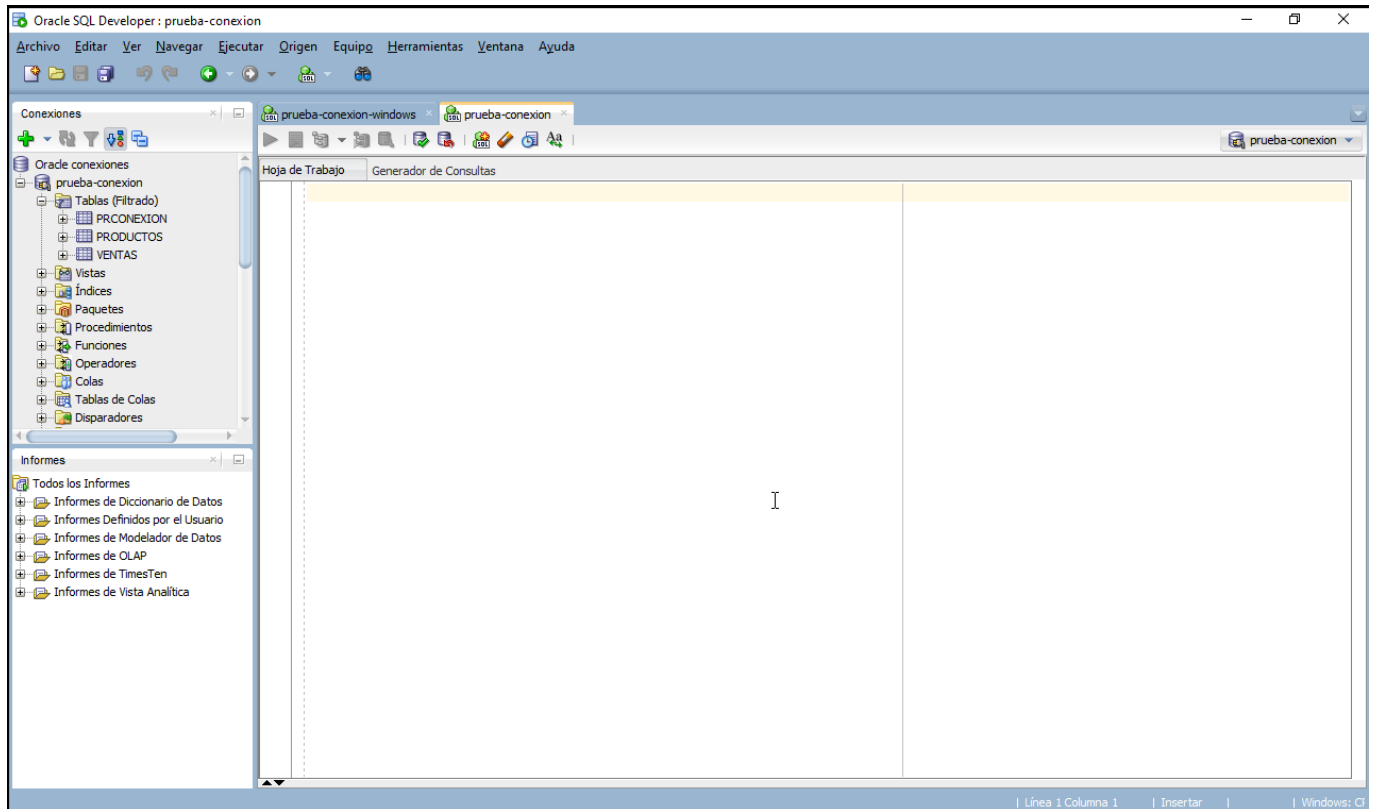 Oracle SQL Developer : prueba-conexion
Archivo Editar Ver Navegar Ejecutar Origen Equipo Herramientas Ventana Ayuda
Conexiones
Oracle conexiones
prueba-conexion
Tablas (Filtrado)
PRCONEXION
PRODUCTOS
VENTAS
Vistas
Índices
Paquetes
Procedimientos
Funciones
Operadores
Colas
Tablas de Colas
Disparadores
Informes
Todos los Informes
Informes de Diccionario de Datos
Informes Definidos por el Usuario
Informes de Modelador de Datos
Informes de OLAP
Informes de TimesTen
Informes de Vista Analítica
prueba-conexion-windows prueba-conexion
prueba-conexion
Hoja de Trabajo Generador de Consultas
| Línea 1 Columna 1 | Insertar | | Windows: CF